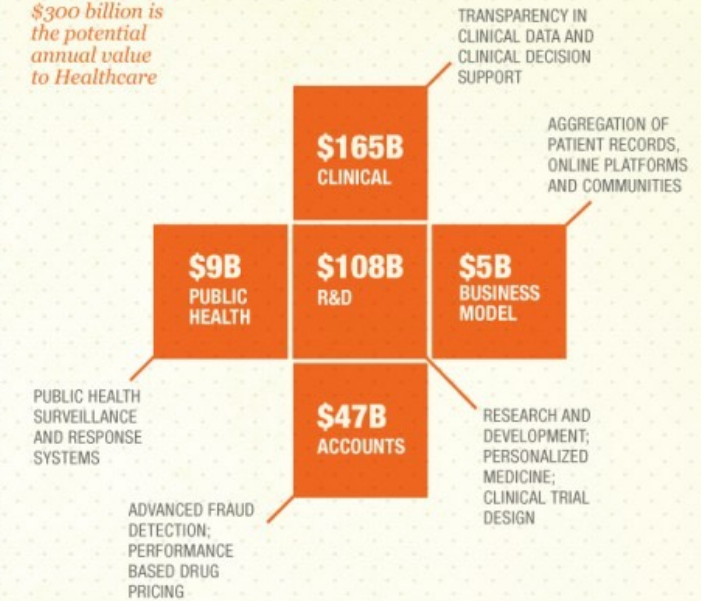 $300 billion is
the potential
annual value
to Healthcare
TRANSPARENCY IN
CLINICAL DATA AND
CLINICAL DECISION
SUPPORT
$165B
CLINICAL
AGGREGATION OF
PATIENT RECORDS,
ONLINE PLATFORMS
AND COMMUNITIES
$9B
PUBLIC
HEALTH
$108B
R&D
$5B
BUSINESS
MODEL
PUBLIC HEALTH
SURVEILLANCE
AND RESPONSE
SYSTEMS
$47B
ACCOUNTS
RESEARCH AND
DEVELOPMENT;
PERSONALIZED
MEDICINE;
CLINICAL TRIAL
DESIGN
ADVANCED FRAUD
DETECTION;
PERFORMANCE
BASED DRUG
PRICING